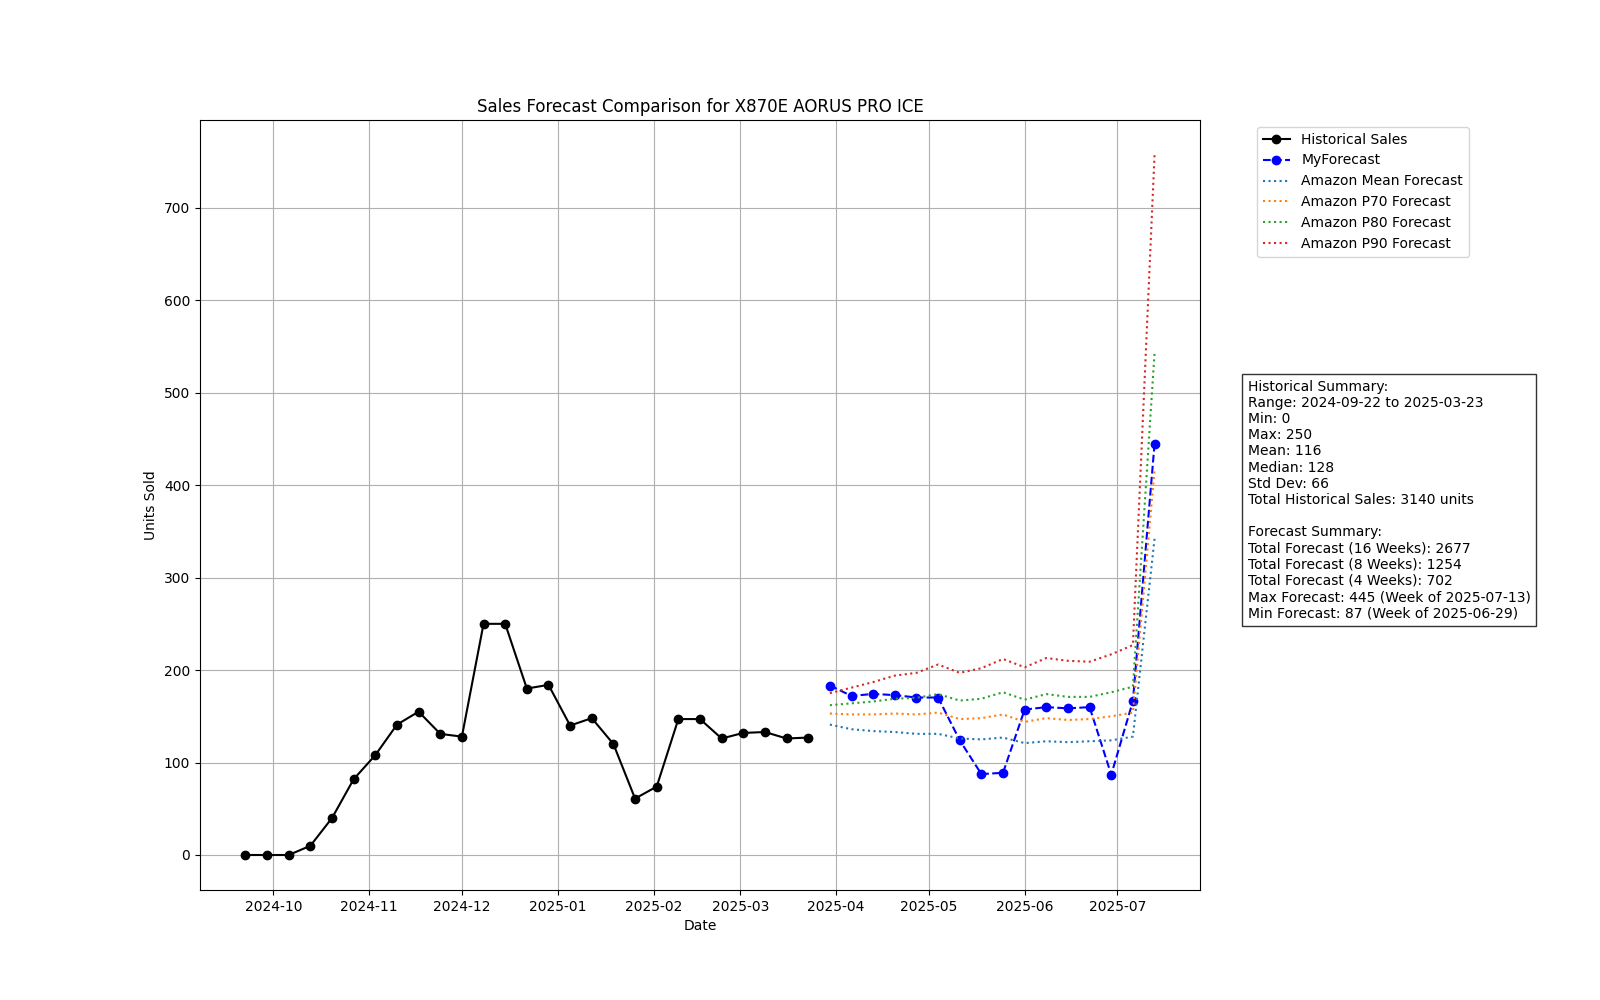 Sales Forecast Comparison for X870E AORUS PRO ICE
Historical Sales
MyForecast
Amazon Mean Forecast
Amazon P70 Forecast
Amazon P80 Forecast
Amazon P90 Forecast
Units Sold
700
600
500
400
300
200
100
0
Historical Summary:
Range: 2024-09-22 to 2025-03-23
Min: 0
Max: 250
Mean: 116
Median: 128
Std Dev: 66
Total Historical Sales: 3140 units
Forecast Summary:
Total Forecast (16 Weeks): 2677
Total Forecast (8 Weeks): 1254
Total Forecast (4 Weeks): 702
Max Forecast: 445 (Week of 2025-07-13)
Min Forecast: 87 (Week of 2025-06-29)
2024-10 2024-11 2024-12 2025-01 2025-02 2025-03 2025-04 2025-05 2025-06 2025-07
Date